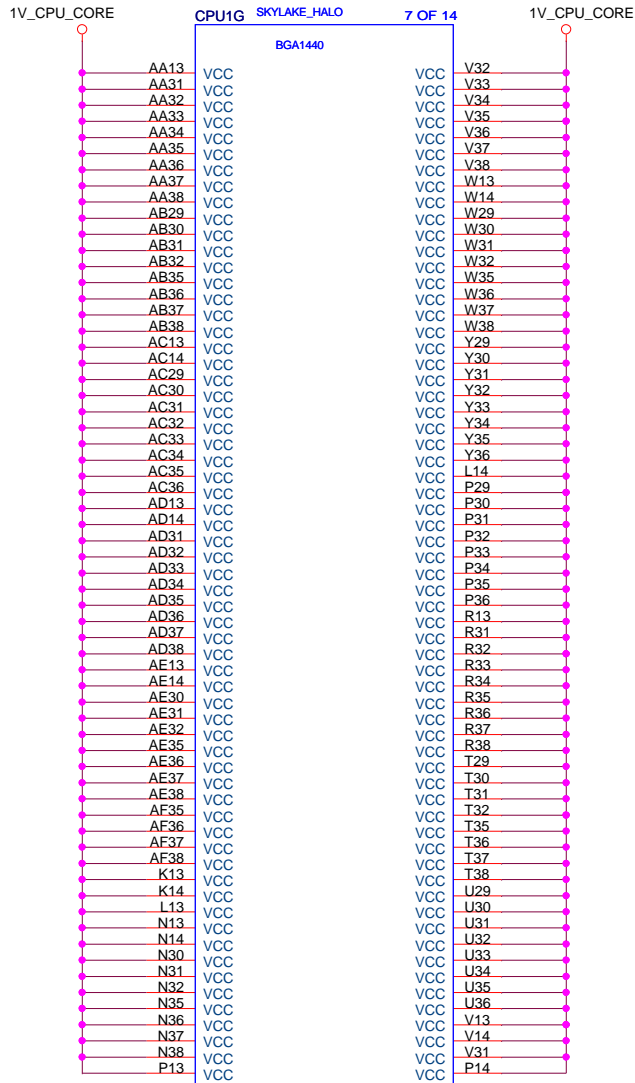 1V_CPU_CORE CPU1G SKYLAKE_HALO 7 OF 14 1V_CPU_CORE
BGA1440
AA13 VCC VCC V32
AA31 VCC VCC V33
AA32 VCC VCC V34
AA33 VCC VCC V35
AA34 VCC VCC V36
AA35 VCC VCC V37
AA36 VCC VCC V38
AA37 VCC VCC W13
AA38 VCC VCC W14
AB29 VCC VCC W29
AB30 VCC VCC W30
AB31 VCC VCC W31
AB32 VCC VCC W32
AB35 VCC VCC W35
AB36 VCC VCC W36
AB37 VCC VCC W37
AB38 VCC VCC W38
AC13 VCC VCC Y29
AC14 VCC VCC Y30
AC29 VCC VCC Y31
AC30 VCC VCC Y32
AC31 VCC VCC Y33
AC32 VCC VCC Y34
AC33 VCC VCC Y35
AC34 VCC VCC Y36
AC35 VCC VCC L14
AC36 VCC VCC P29
AD13 VCC VCC P30
AD14 VCC VCC P31
AD31 VCC VCC P32
AD32 VCC VCC P33
AD33 VCC VCC P34
AD34 VCC VCC P35
AD35 VCC VCC P36
AD36 VCC VCC R13
AD37 VCC VCC R31
AD38 VCC VCC R32
AE13 VCC VCC R33
AE14 VCC VCC R34
AE30 VCC VCC R35
AE31 VCC VCC R36
AE32 VCC VCC R37
AE35 VCC VCC R38
AE36 VCC VCC T29
AE37 VCC VCC T30
AE38 VCC VCC T31
AF35 VCC VCC T32
AF36 VCC VCC T35
AF37 VCC VCC T36
AF38 VCC VCC T37
K13 VCC VCC T38
K14 VCC VCC U29
L13 VCC VCC U30
N13 VCC VCC U31
N14 VCC VCC U32
N30 VCC VCC U33
N31 VCC VCC U34
N32 VCC VCC U35
N35 VCC VCC U36
N36 VCC VCC V13
N37 VCC VCC V14
N38 VCC VCC V31
P13 VCC VCC P14